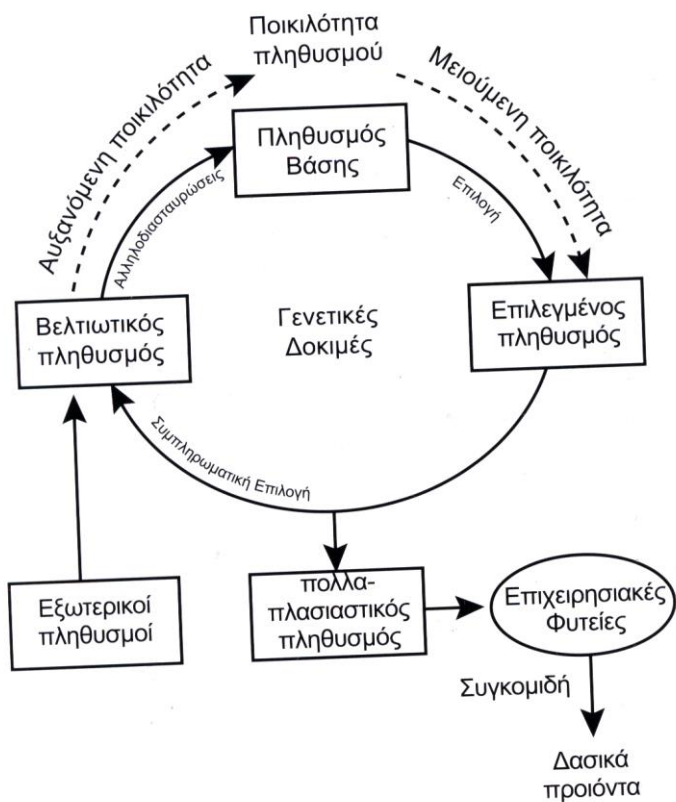 Ποικιλότητα
πληθυσμού
Αυξανόμενη ποικιλότητα
Μειούμενη ποικιλότητα
Πληθυσμός
Βάσης
Αλληλοδιασταυρώσεις
Επιλογή
Βελτιωτικός
πληθυσμός
Γενετικές
Δοκιμές
Επιλεγμένος
πληθυσμός
Συμπληρωματική Επιλογή
Εξωτερικοί
πληθυσμοί
πολλα-
πλασιαστικός
πληθυσμός
Επιχειρησιακές
Φυτείες
Συγκομιδή
Δασικά
προιόντα